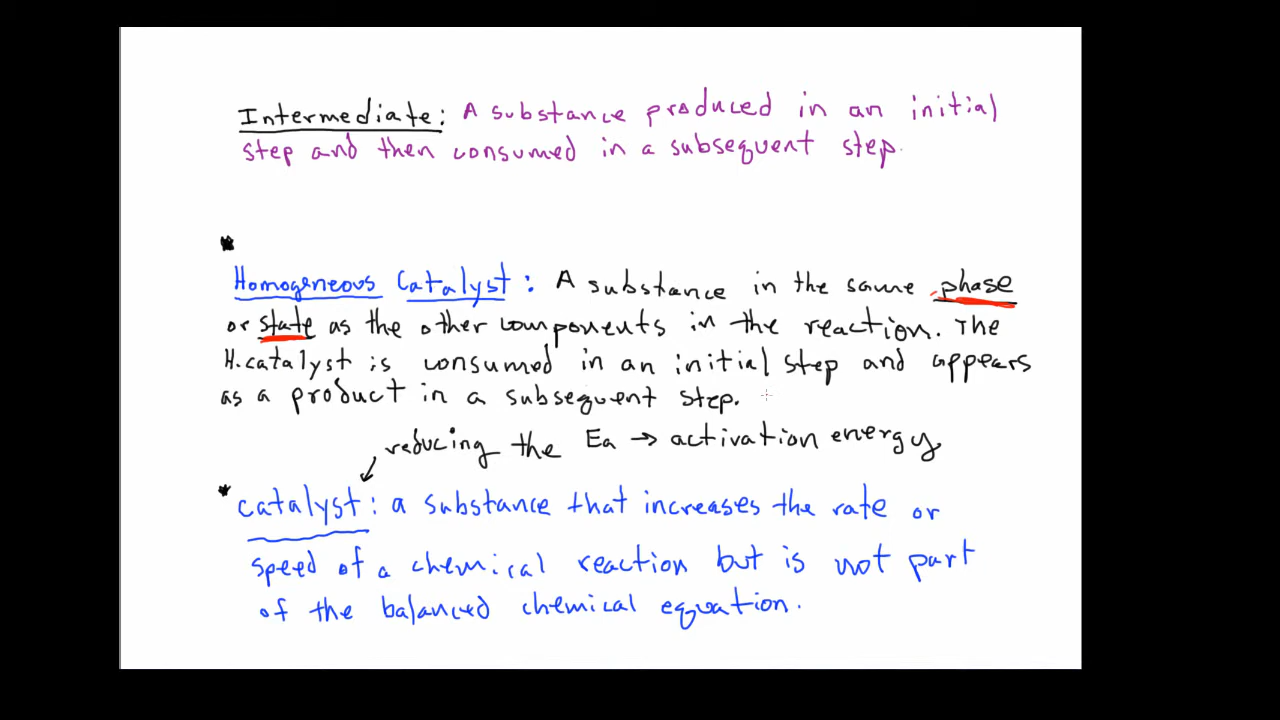 Intermediate: A substance produced in an initial
step and then consumed in a subsequent step.
*
Homogeneous Catalyst: A substance in the same phase
or state as the other components in the reaction. The
H.catalyst is consumed in an initial step and appears
as a product in a subsequent step.
reducing the Ea → activation energy
* catalyst: a substance that increases the rate or
speed of a chemical reaction but is not part
of the balanced chemical equation.